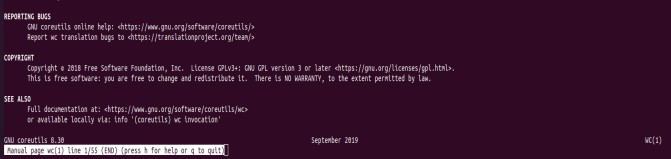 REPORTING BUGS
GNU coreutils online help: <https://www.gnu.org/software/coreutils/>
Report wc translation bugs to <https://translationproject.org/team/>
COPYRIGHT
Copyright © 2018 Free Software Foundation, Inc.  License GPLv3+: GNU GPL version 3 or later <https://gnu.org/licenses/gpl.html>.
This is free software: you are free to change and redistribute it.  There is NO WARRANTY, to the extent permitted by law.
SEE ALSO
Full documentation at: <https://www.gnu.org/software/coreutils/wc>
or available locally via: info '(coreutils) wc invocation'
GNU coreutils 8.30 September 2019 WC(1)
Manual page wc(1) line 1/55 (END) (press h for help or q to quit)